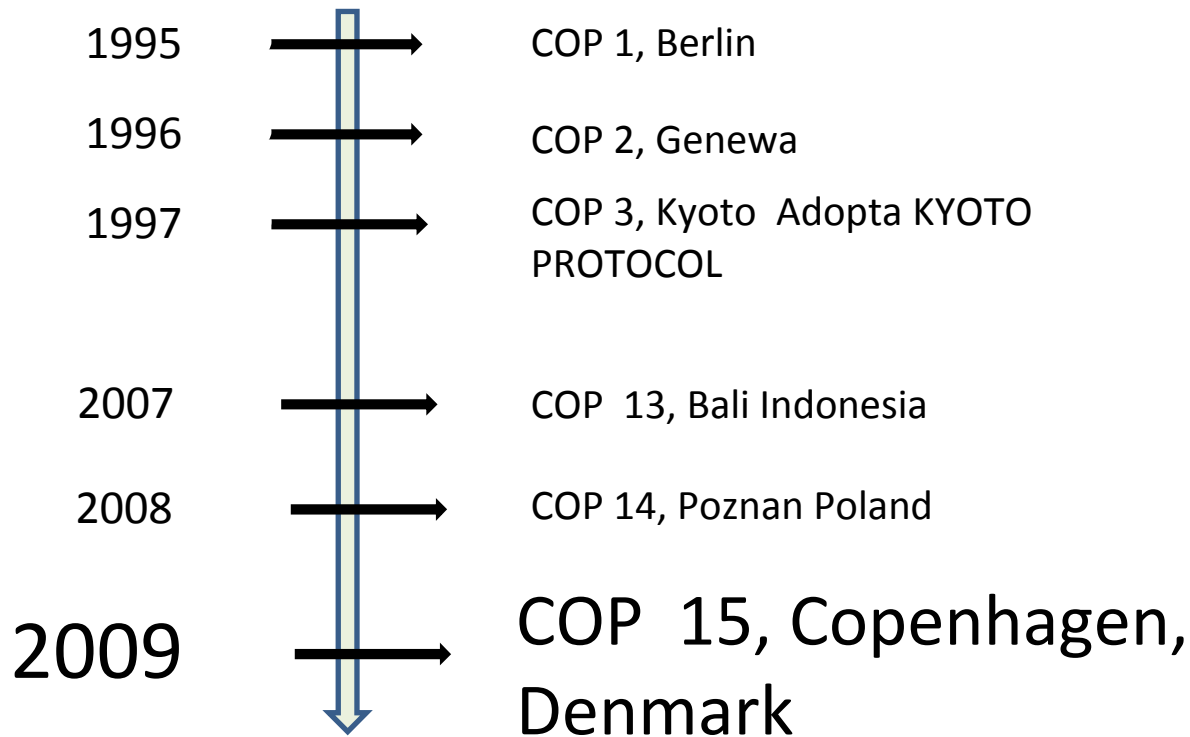 1995 COP 1, Berlin
1996 COP 2, Genewa
1997 COP 3, Kyoto  Adopta KYOTO
PROTOCOL
2007 COP  13, Bali Indonesia
2008 COP 14, Poznan Poland
2009 COP  15, Copenhagen,
Denmark